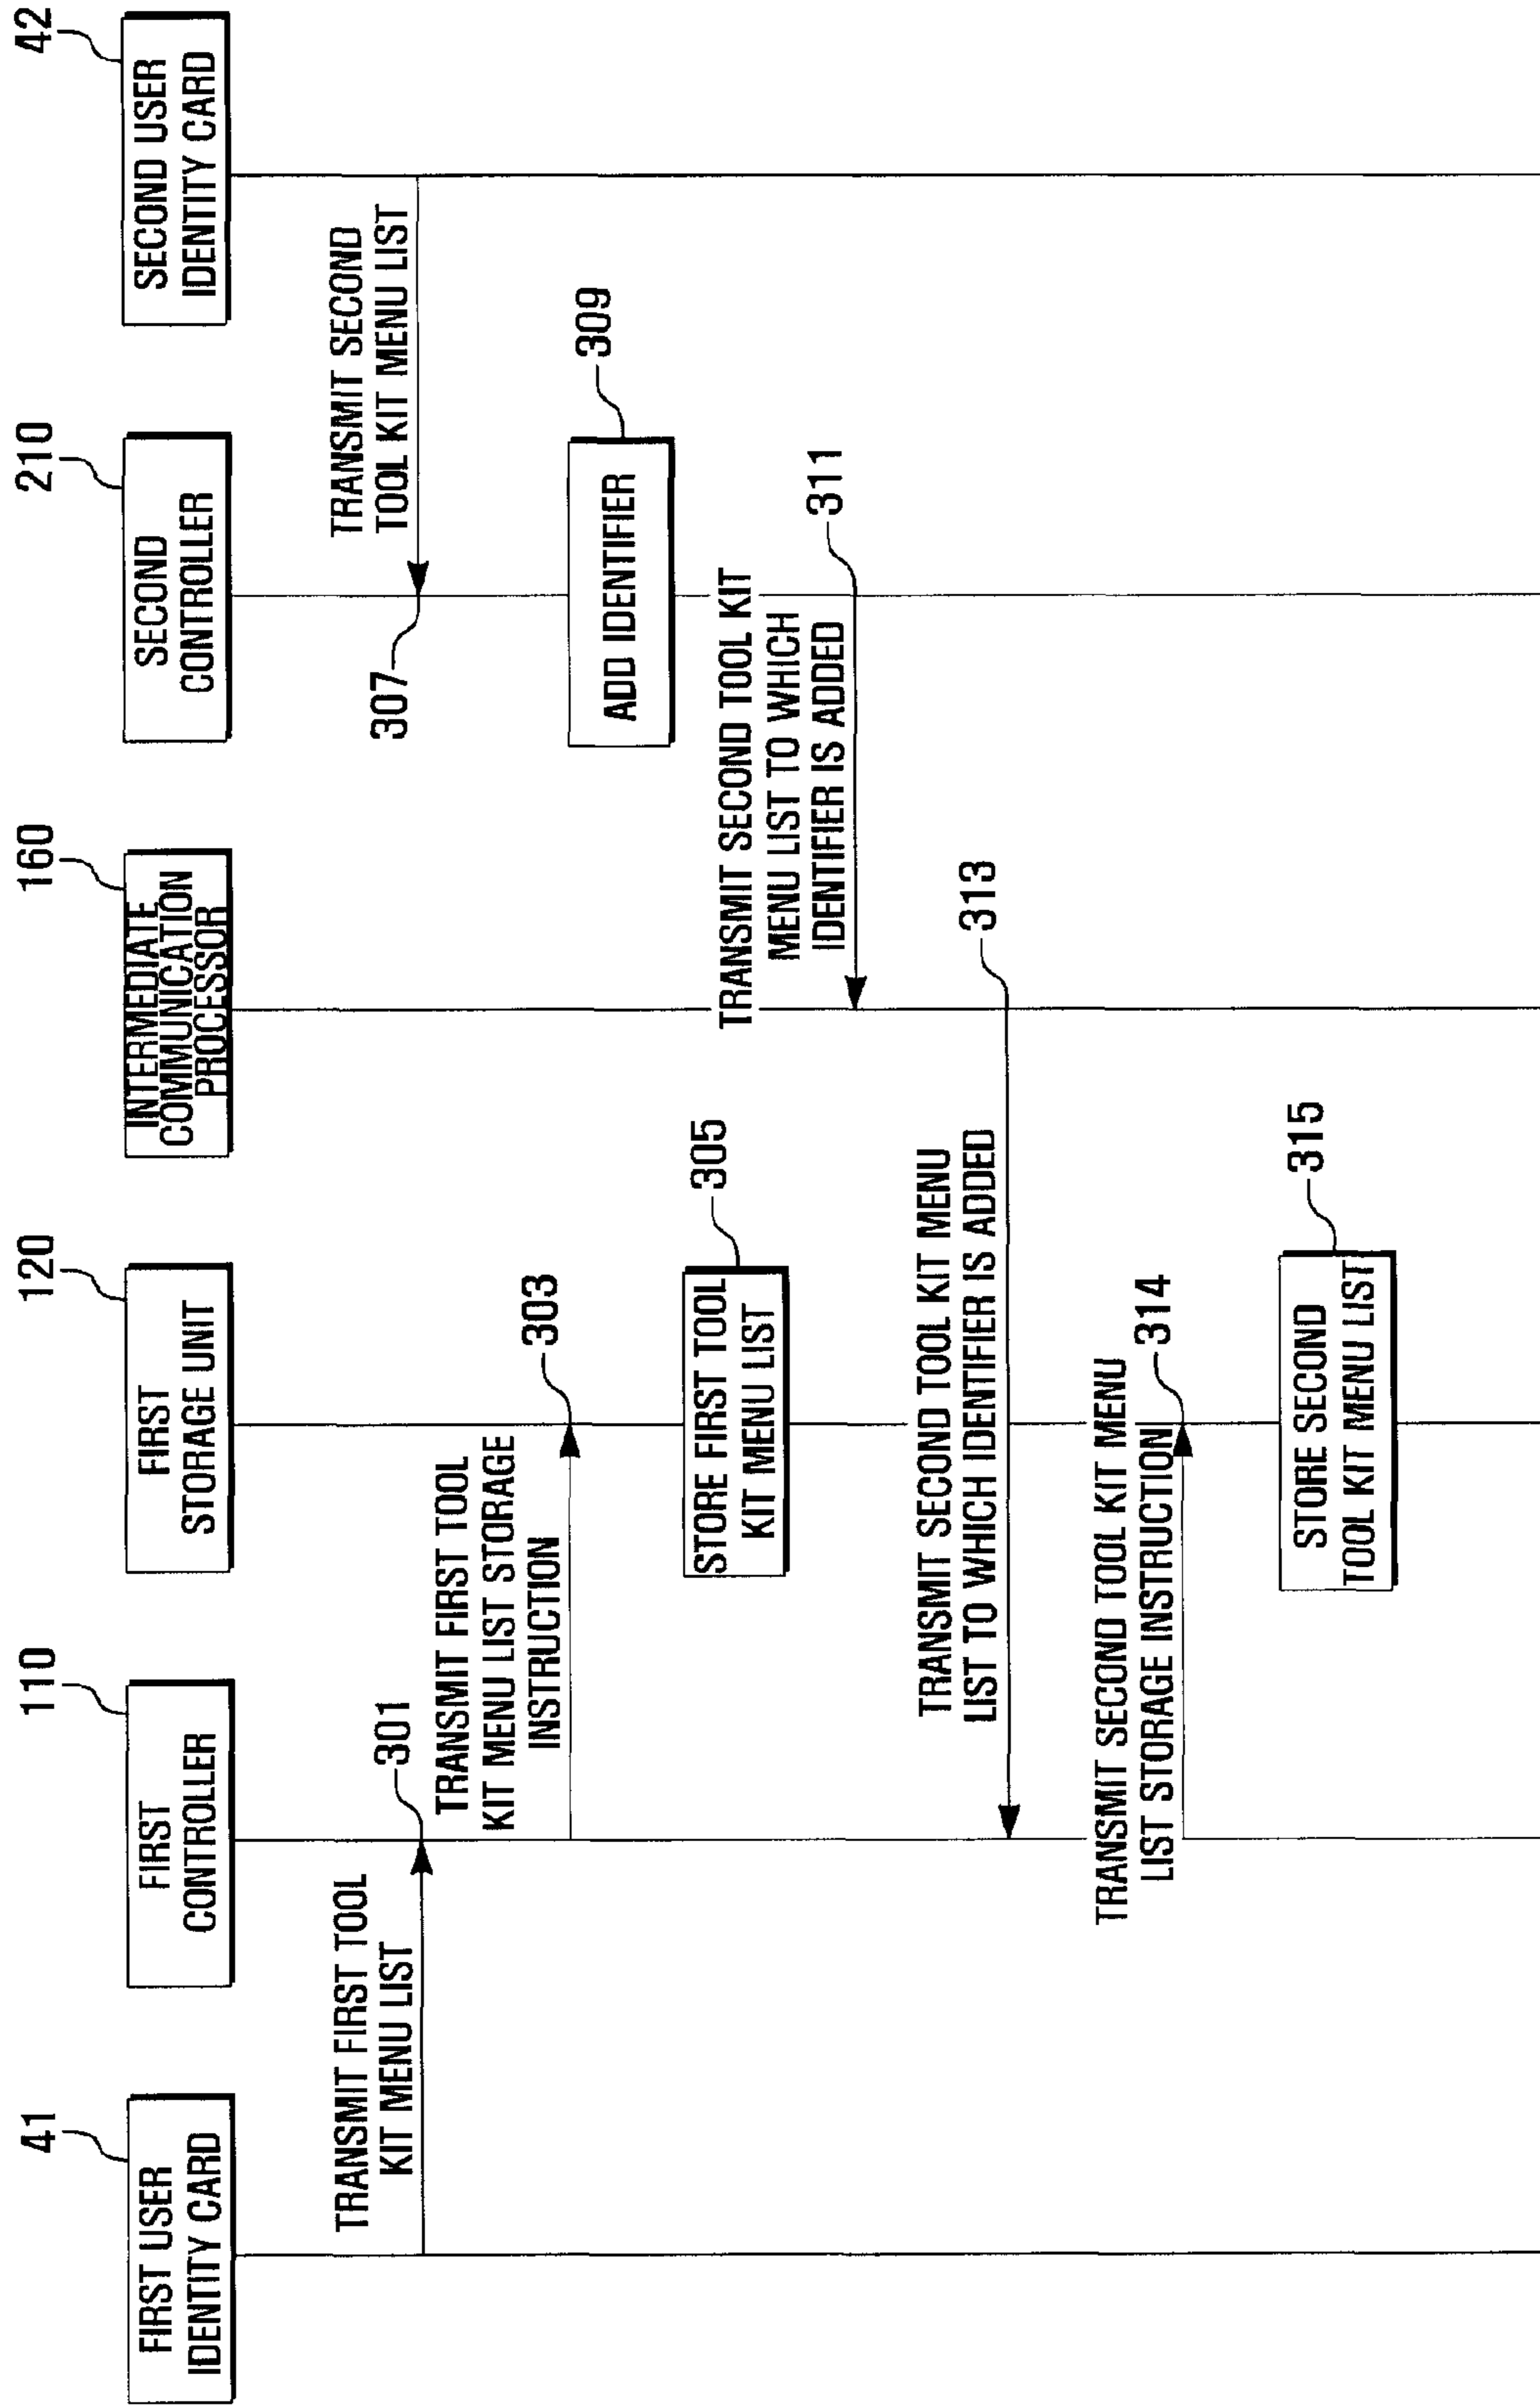 41
FIRST USER
IDENTITY CARD
110
FIRST
CONTROLLER
120
FIRST
STORAGE UNIT
160
INTERMEDIATE
COMMUNICATION
PROCESSOR
210
SECOND
CONTROLLER
42
SECOND USER
IDENTITY CARD
TRANSMIT FIRST TOOL
KIT MENU LIST
301
TRANSMIT FIRST TOOL
KIT MENU LIST STORAGE
INSTRUCTION
303
STORE FIRST TOOL
KIT MENU LIST
305
TRANSMIT SECOND
TOOL KIT MENU LIST
307
ADD IDENTIFIER
309
TRANSMIT SECOND TOOL KIT
MENU LIST TO WHICH
IDENTIFIER IS ADDED
311
TRANSMIT SECOND TOOL KIT MENU
LIST TO WHICH IDENTIFIER IS ADDED
313
TRANSMIT SECOND TOOL KIT MENU
LIST STORAGE INSTRUCTION
314
STORE SECOND
TOOL KIT MENU LIST
315